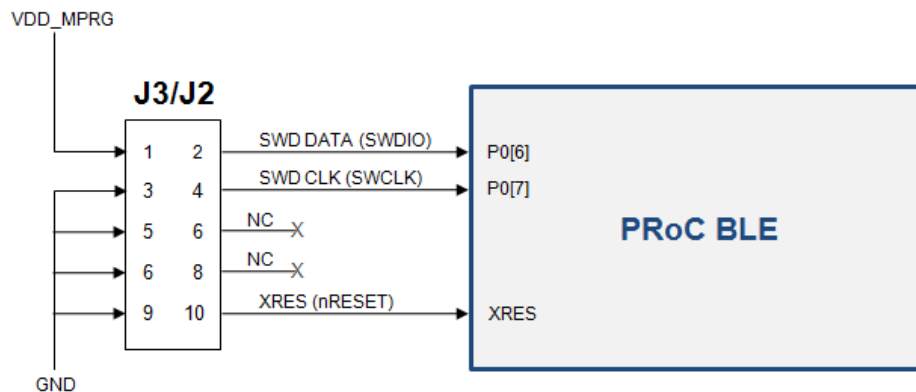 VDD_MPRG
J3/J2
1 2 SWD DATA (SWDIO) P0[6]
3 4 SWD CLK (SWCLK) P0[7]
5 6 NC X
PRoC BLE
6 8 NC X
9 10 XRES (nRESET) XRES
GND